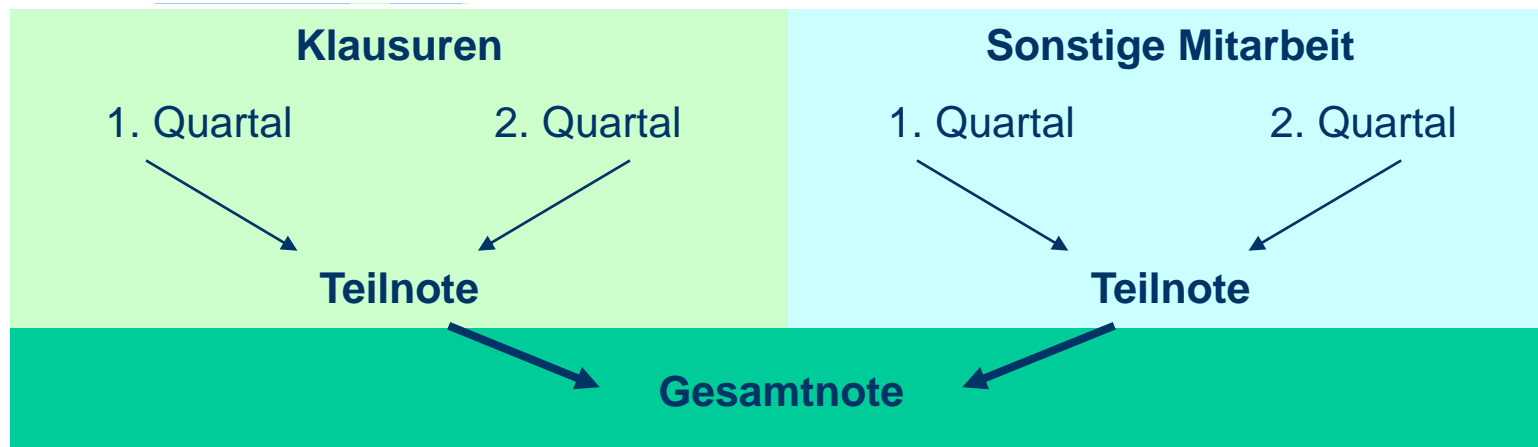 Klausuren
Sonstige Mitarbeit
1. Quartal
2. Quartal
1. Quartal
2. Quartal
Teilnote
Teilnote
Gesamtnote